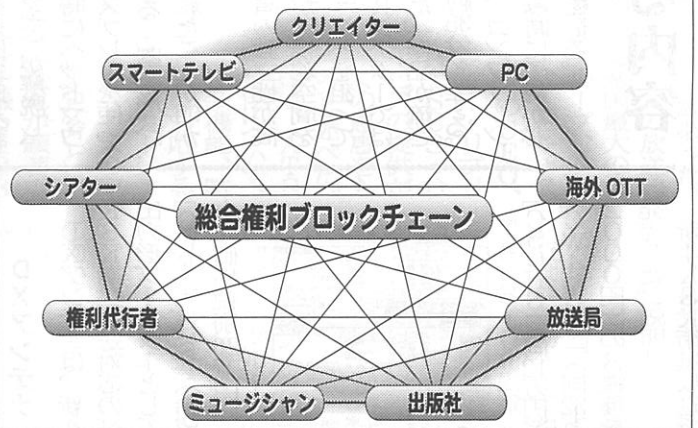 クリエイター
スマートテレビ
PC
シアター
海外OTT
総合権利ブロックチェーン
権利代行者
放送局
ミュージシャン
出版社